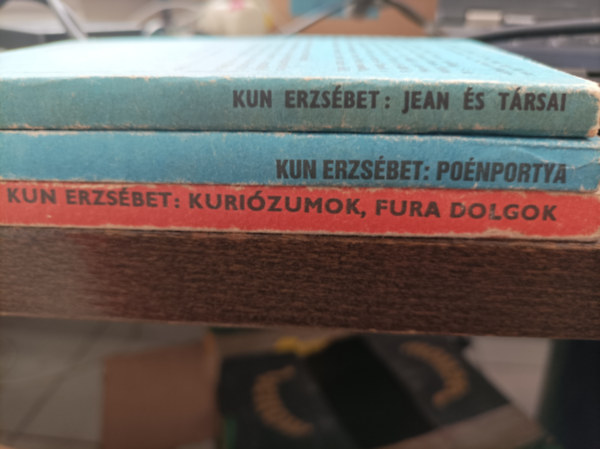 KUN ERZSÉBET: JEAN ÉS TÁRSAI
KUN ERZSÉBET: POÉNPORTYA
KUN ERZSÉBET: KURIÓZUMOK, FURA DOLGOK